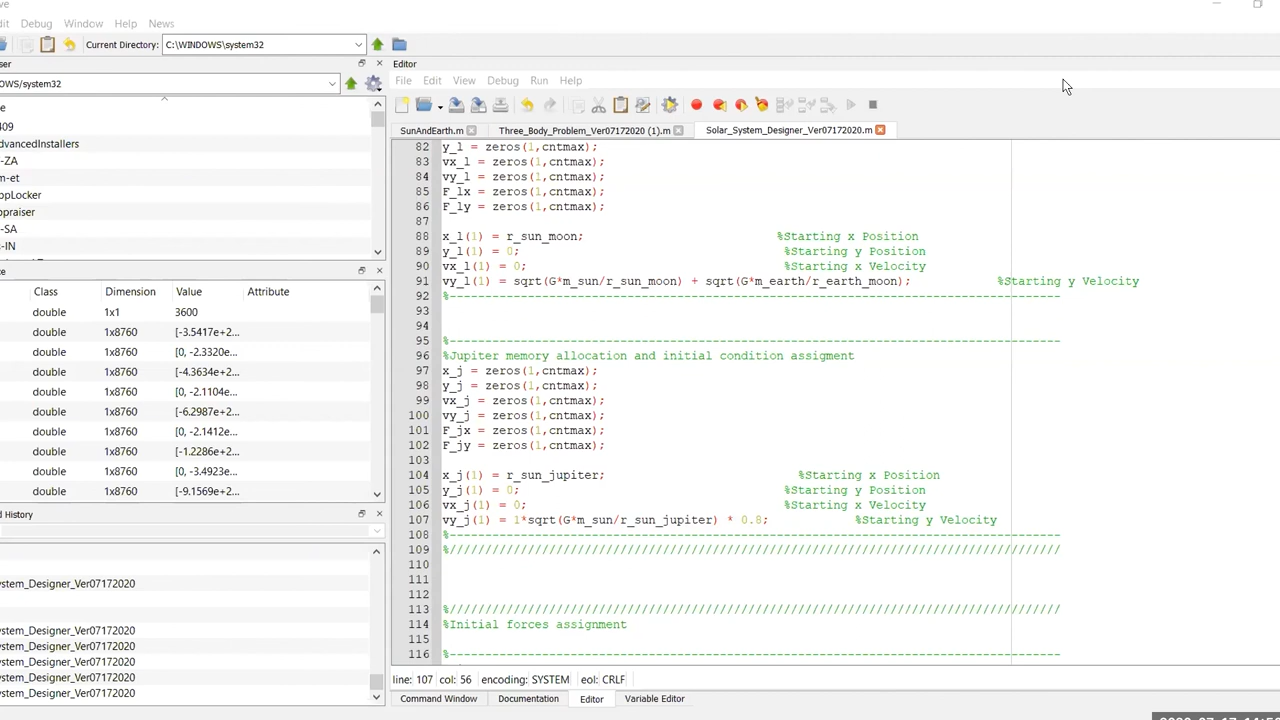 ve
dit Debug Window Help News
Current Directory: C:\WINDOWS\system32
ser
OWS/system32
e
409
dvancedInstallers
-ZA
m-et
ppLocker
ppraiser
-SA
s-IN
ce
Class Dimension Value Attribute
double 1x1 3600
double 1x8760 [-3.5417e+2...
double 1x8760 [0, -2.3320e...
double 1x8760 [-4.3634e+2...
double 1x8760 [0, -2.1104e...
double 1x8760 [-6.2987e+2...
double 1x8760 [0, -2.1412e...
double 1x8760 [-1.2286e+2...
double 1x8760 [0, -3.4923e...
double 1x8760 [-9.1569e+2...
d History
ystem_Designer_Ver07172020
ystem_Designer_Ver07172020
ystem_Designer_Ver07172020
ystem_Designer_Ver07172020
ystem_Designer_Ver07172020
ystem_Designer_Ver07172020
Editor
File Edit View Debug Run Help
SunAndEarth.m Three_Body_Problem_Ver07172020 (1).m Solar_System_Designer_Ver07172020.m
82 y_l = zeros(1,cntmax);
83 vx_l = zeros(1,cntmax);
84 vy_l = zeros(1,cntmax);
85 F_lx = zeros(1,cntmax);
86 F_ly = zeros(1,cntmax);
87
88 x_l(1) = r_sun_moon; %Starting x Position
89 y_l(1) = 0; %Starting y Position
90 vx_l(1) = 0; %Starting x Velocity
91 vy_l(1) = sqrt(G*m_sun/r_sun_moon) + sqrt(G*m_earth/r_earth_moon); %Starting y Velocity
92 %---------------------------------------------------------------------------------------
93
94
95 %---------------------------------------------------------------------------------------
96 %Jupiter memory allocation and initial condition assigment
97 x_j = zeros(1,cntmax);
98 y_j = zeros(1,cntmax);
99 vx_j = zeros(1,cntmax);
100 vy_j = zeros(1,cntmax);
101 F_jx = zeros(1,cntmax);
102 F_jy = zeros(1,cntmax);
103
104 x_j(1) = r_sun_jupiter; %Starting x Position
105 y_j(1) = 0; %Starting y Position
106 vx_j(1) = 0; %Starting x Velocity
107 vy_j(1) = 1*sqrt(G*m_sun/r_sun_jupiter) * 0.8; %Starting y Velocity
108 %---------------------------------------------------------------------------------------
109 %///////////////////////////////////////////////////////////////////////////////////////
110
111
112
113 %///////////////////////////////////////////////////////////////////////////////////////
114 %Initial forces assignment
115
116 %---------------------------------------------------------------------------------------
line: 107 col: 56 encoding: SYSTEM eol: CRLF
Command Window Documentation Editor Variable Editor